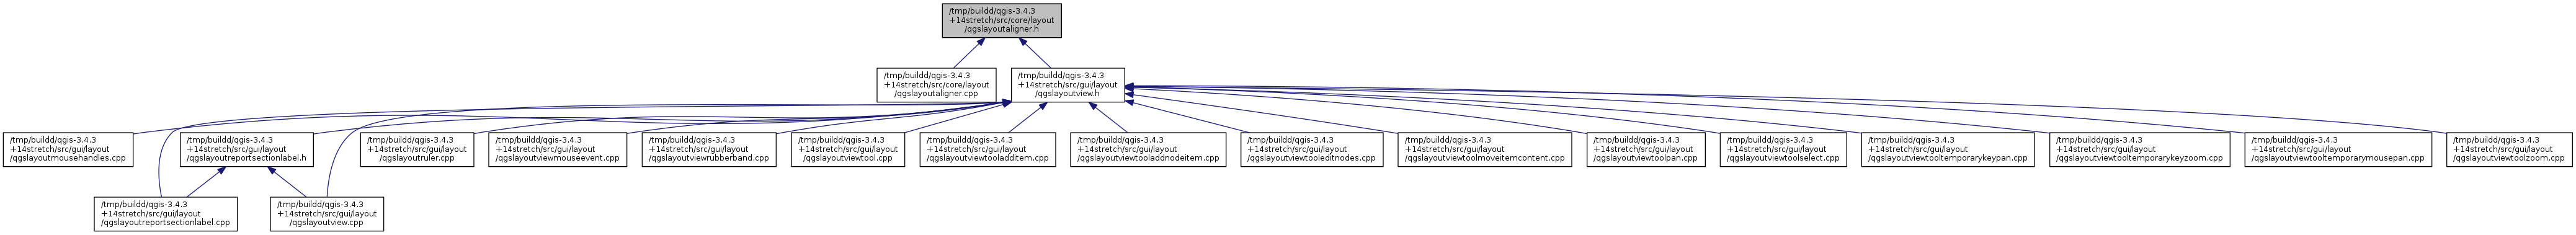 /tmp/buildd/qgis-3.4.3
+14stretch/src/core/layout
/qgslayoutaligner.h
/tmp/buildd/qgis-3.4.3
+14stretch/src/core/layout
/qgslayoutaligner.cpp
/tmp/buildd/qgis-3.4.3
+14stretch/src/gui/layout
/qgslayoutview.h
/tmp/buildd/qgis-3.4.3
+14stretch/src/gui/layout
/qgslayoutmousehandles.cpp
/tmp/buildd/qgis-3.4.3
+14stretch/src/gui/layout
/qgslayoutreportsectionlabel.h
/tmp/buildd/qgis-3.4.3
+14stretch/src/gui/layout
/qgslayoutruler.cpp
/tmp/buildd/qgis-3.4.3
+14stretch/src/gui/layout
/qgslayoutviewmouseevent.cpp
/tmp/buildd/qgis-3.4.3
+14stretch/src/gui/layout
/qgslayoutviewrubberband.cpp
/tmp/buildd/qgis-3.4.3
+14stretch/src/gui/layout
/qgslayoutviewtool.cpp
/tmp/buildd/qgis-3.4.3
+14stretch/src/gui/layout
/qgslayoutviewtooladditem.cpp
/tmp/buildd/qgis-3.4.3
+14stretch/src/gui/layout
/qgslayoutviewtooladdnodeitem.cpp
/tmp/buildd/qgis-3.4.3
+14stretch/src/gui/layout
/qgslayoutviewtooleditnodes.cpp
/tmp/buildd/qgis-3.4.3
+14stretch/src/gui/layout
/qgslayoutviewtoolmoveitemcontent.cpp
/tmp/buildd/qgis-3.4.3
+14stretch/src/gui/layout
/qgslayoutviewtoolpan.cpp
/tmp/buildd/qgis-3.4.3
+14stretch/src/gui/layout
/qgslayoutviewtoolselect.cpp
/tmp/buildd/qgis-3.4.3
+14stretch/src/gui/layout
/qgslayoutviewtooltemporarykeypan.cpp
/tmp/buildd/qgis-3.4.3
+14stretch/src/gui/layout
/qgslayoutviewtooltemporarykeyzoom.cpp
/tmp/buildd/qgis-3.4.3
+14stretch/src/gui/layout
/qgslayoutviewtooltemporarymousepan.cpp
/tmp/buildd/qgis-3.4.3
+14stretch/src/gui/layout
/qgslayoutviewtoolzoom.cpp
/tmp/buildd/qgis-3.4.3
+14stretch/src/gui/layout
/qgslayoutreportsectionlabel.cpp
/tmp/buildd/qgis-3.4.3
+14stretch/src/gui/layout
/qgslayoutview.cpp